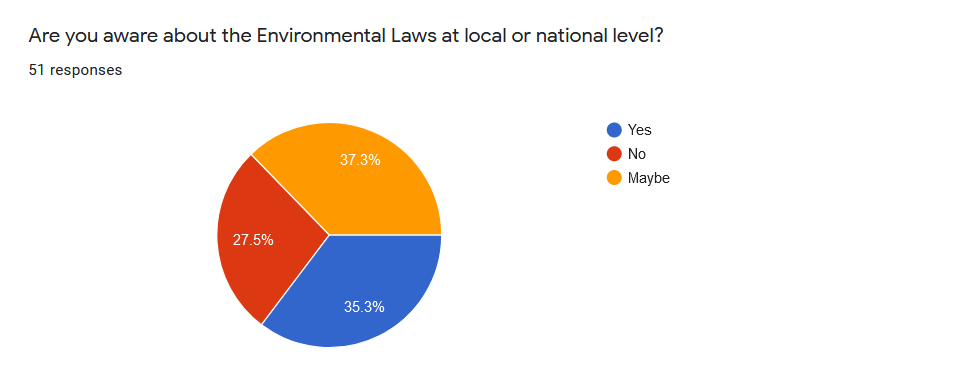 Are you aware about the Environmental Laws at local or national level?
51 responses
Yes
No
Maybe
37.3%
27.5%
35.3%